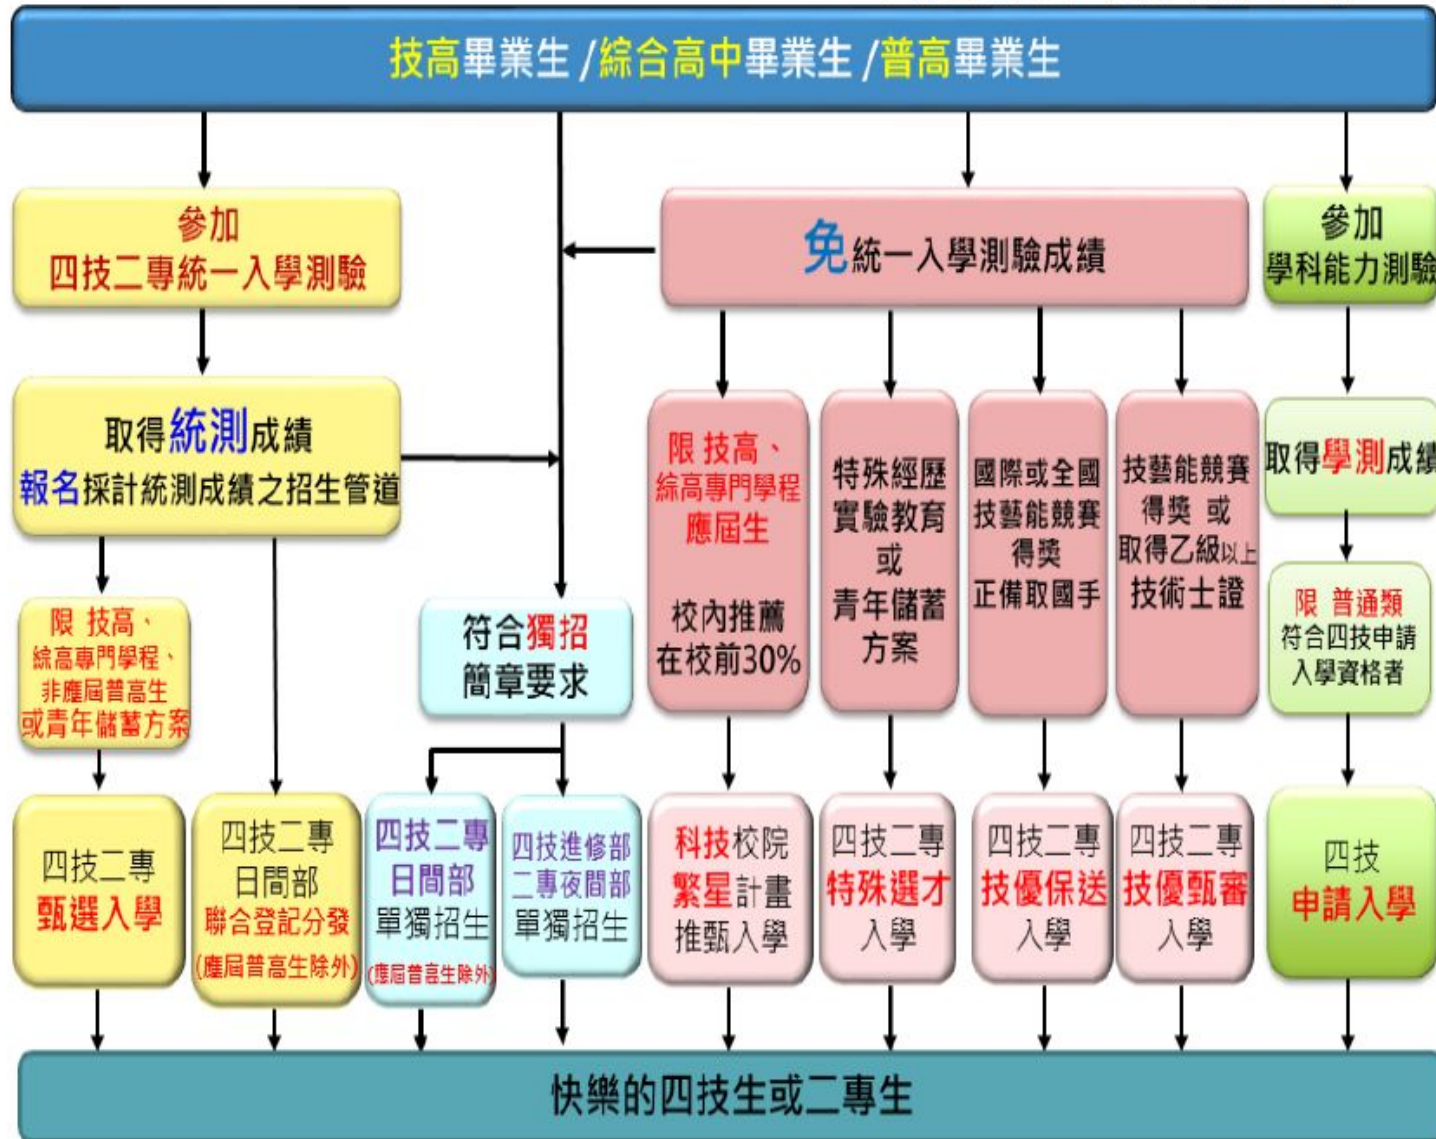 技高畢業生/綜合高中畢業生/普高畢業生
參加
四技二專統一入學測驗
免統一入學測驗成績
參加
學科能力測驗
取得統測成績
報名採計統測成績之招生管道
限 技高、
綜高專門學程
應屆生
校內推薦
在校前30%
特殊經歷
實驗教育
或
青年儲蓄
方案
國際或全國
技藝能競賽
得獎
正備取國手
技藝能競賽
得獎 或
取得乙級以上
技術士證
取得學測成績
限 技高、
綜高專門學程、
非應屆普高生
或青年儲蓄方案
符合獨招
簡章要求
限 普通類
符合四技申請
入學資格者
四技二專
甄選入學
四技二專
日間部
聯合登記分發
(應屆普高生除外)
四技二專
日間部
單獨招生
(應屆普高生除外)
四技進修部
二專夜間部
單獨招生
科技校院
繁星計畫
推甄入學
四技二專
特殊選才
入學
四技二專
技優保送
入學
四技二專
技優甄審
入學
四技
申請入學
快樂的四技生或二專生